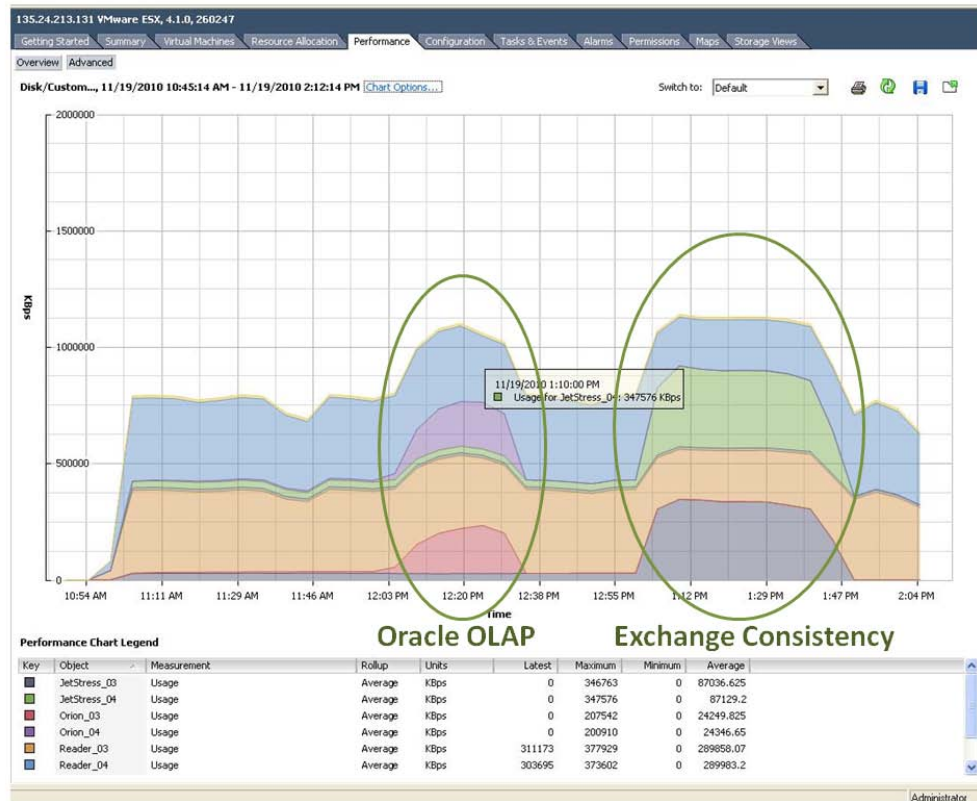 135.24.213.131 VMware ESX, 4.1.0, 260247
Getting Started Summary Virtual Machines Resource Allocation Performance Configuration Tasks & Events Alarms Permissions Maps Storage Views
Overview Advanced
Disk/Custom..., 11/19/2010 10:45:14 AM - 11/19/2010 2:12:14 PM Chart Options... Switch to: Default
2000000
1500000
1000000
500000
0
KBps
11/19/2010 1:10:00 PM
Usage for JetStress_04: 347576 KBps
10:54 AM 11:11 AM 11:29 AM 11:46 AM 12:03 PM 12:20 PM 12:38 PM 12:55 PM 1:12 PM 1:29 PM 1:47 PM 2:04 PM
Time
Oracle OLAP Exchange Consistency
Performance Chart Legend
Key Object Measurement Rollup Units Latest Maximum Minimum Average
JetStress_03 Usage Average KBps 0 346763 0 87036.625
JetStress_04 Usage Average KBps 0 347576 0 87129.2
Orion_03 Usage Average KBps 0 207542 0 24249.825
Orion_04 Usage Average KBps 0 200910 0 24346.65
Reader_03 Usage Average KBps 311173 377929 0 289858.07
Reader_04 Usage Average KBps 303695 373602 0 289983.2
Administrator